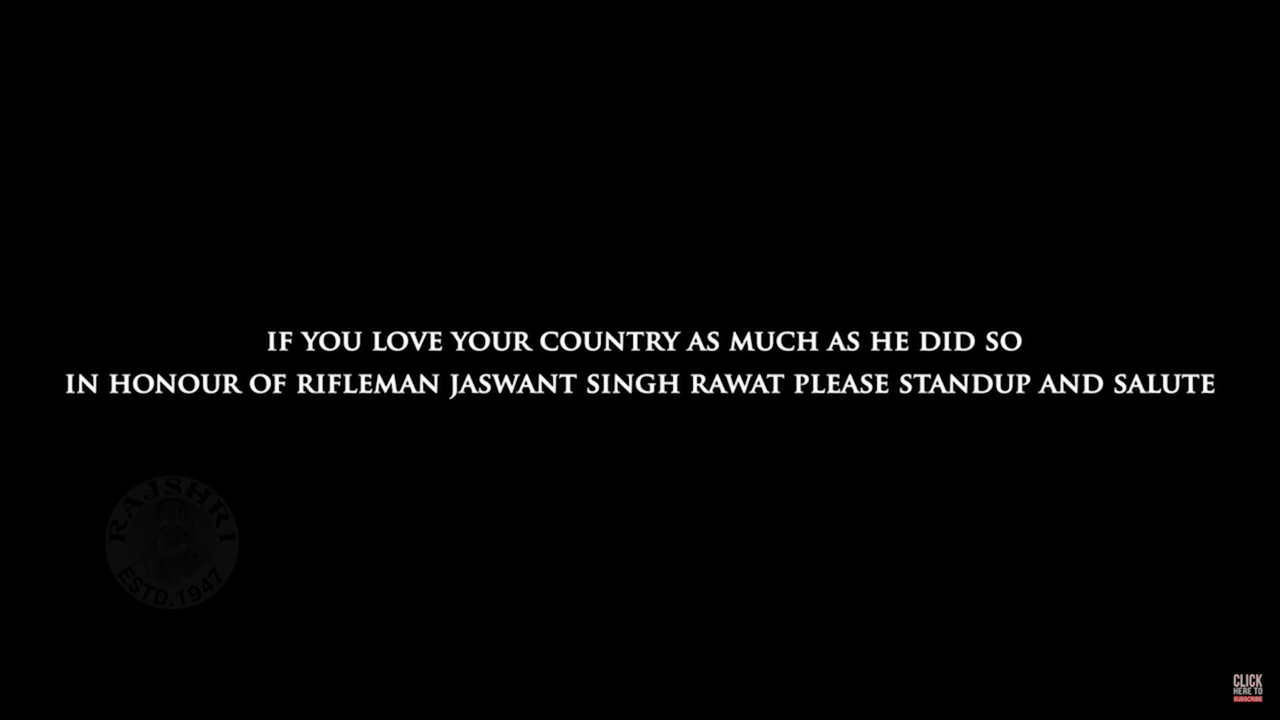 IF YOU LOVE YOUR COUNTRY AS MUCH AS HE DID SO
IN HONOUR OF RIFLEMAN JASWANT SINGH RAWAT PLEASE STANDUP AND SALUTE
RAJSHRI
ESTD.1947
CLICK
HERE TO
SUBSCRIBE